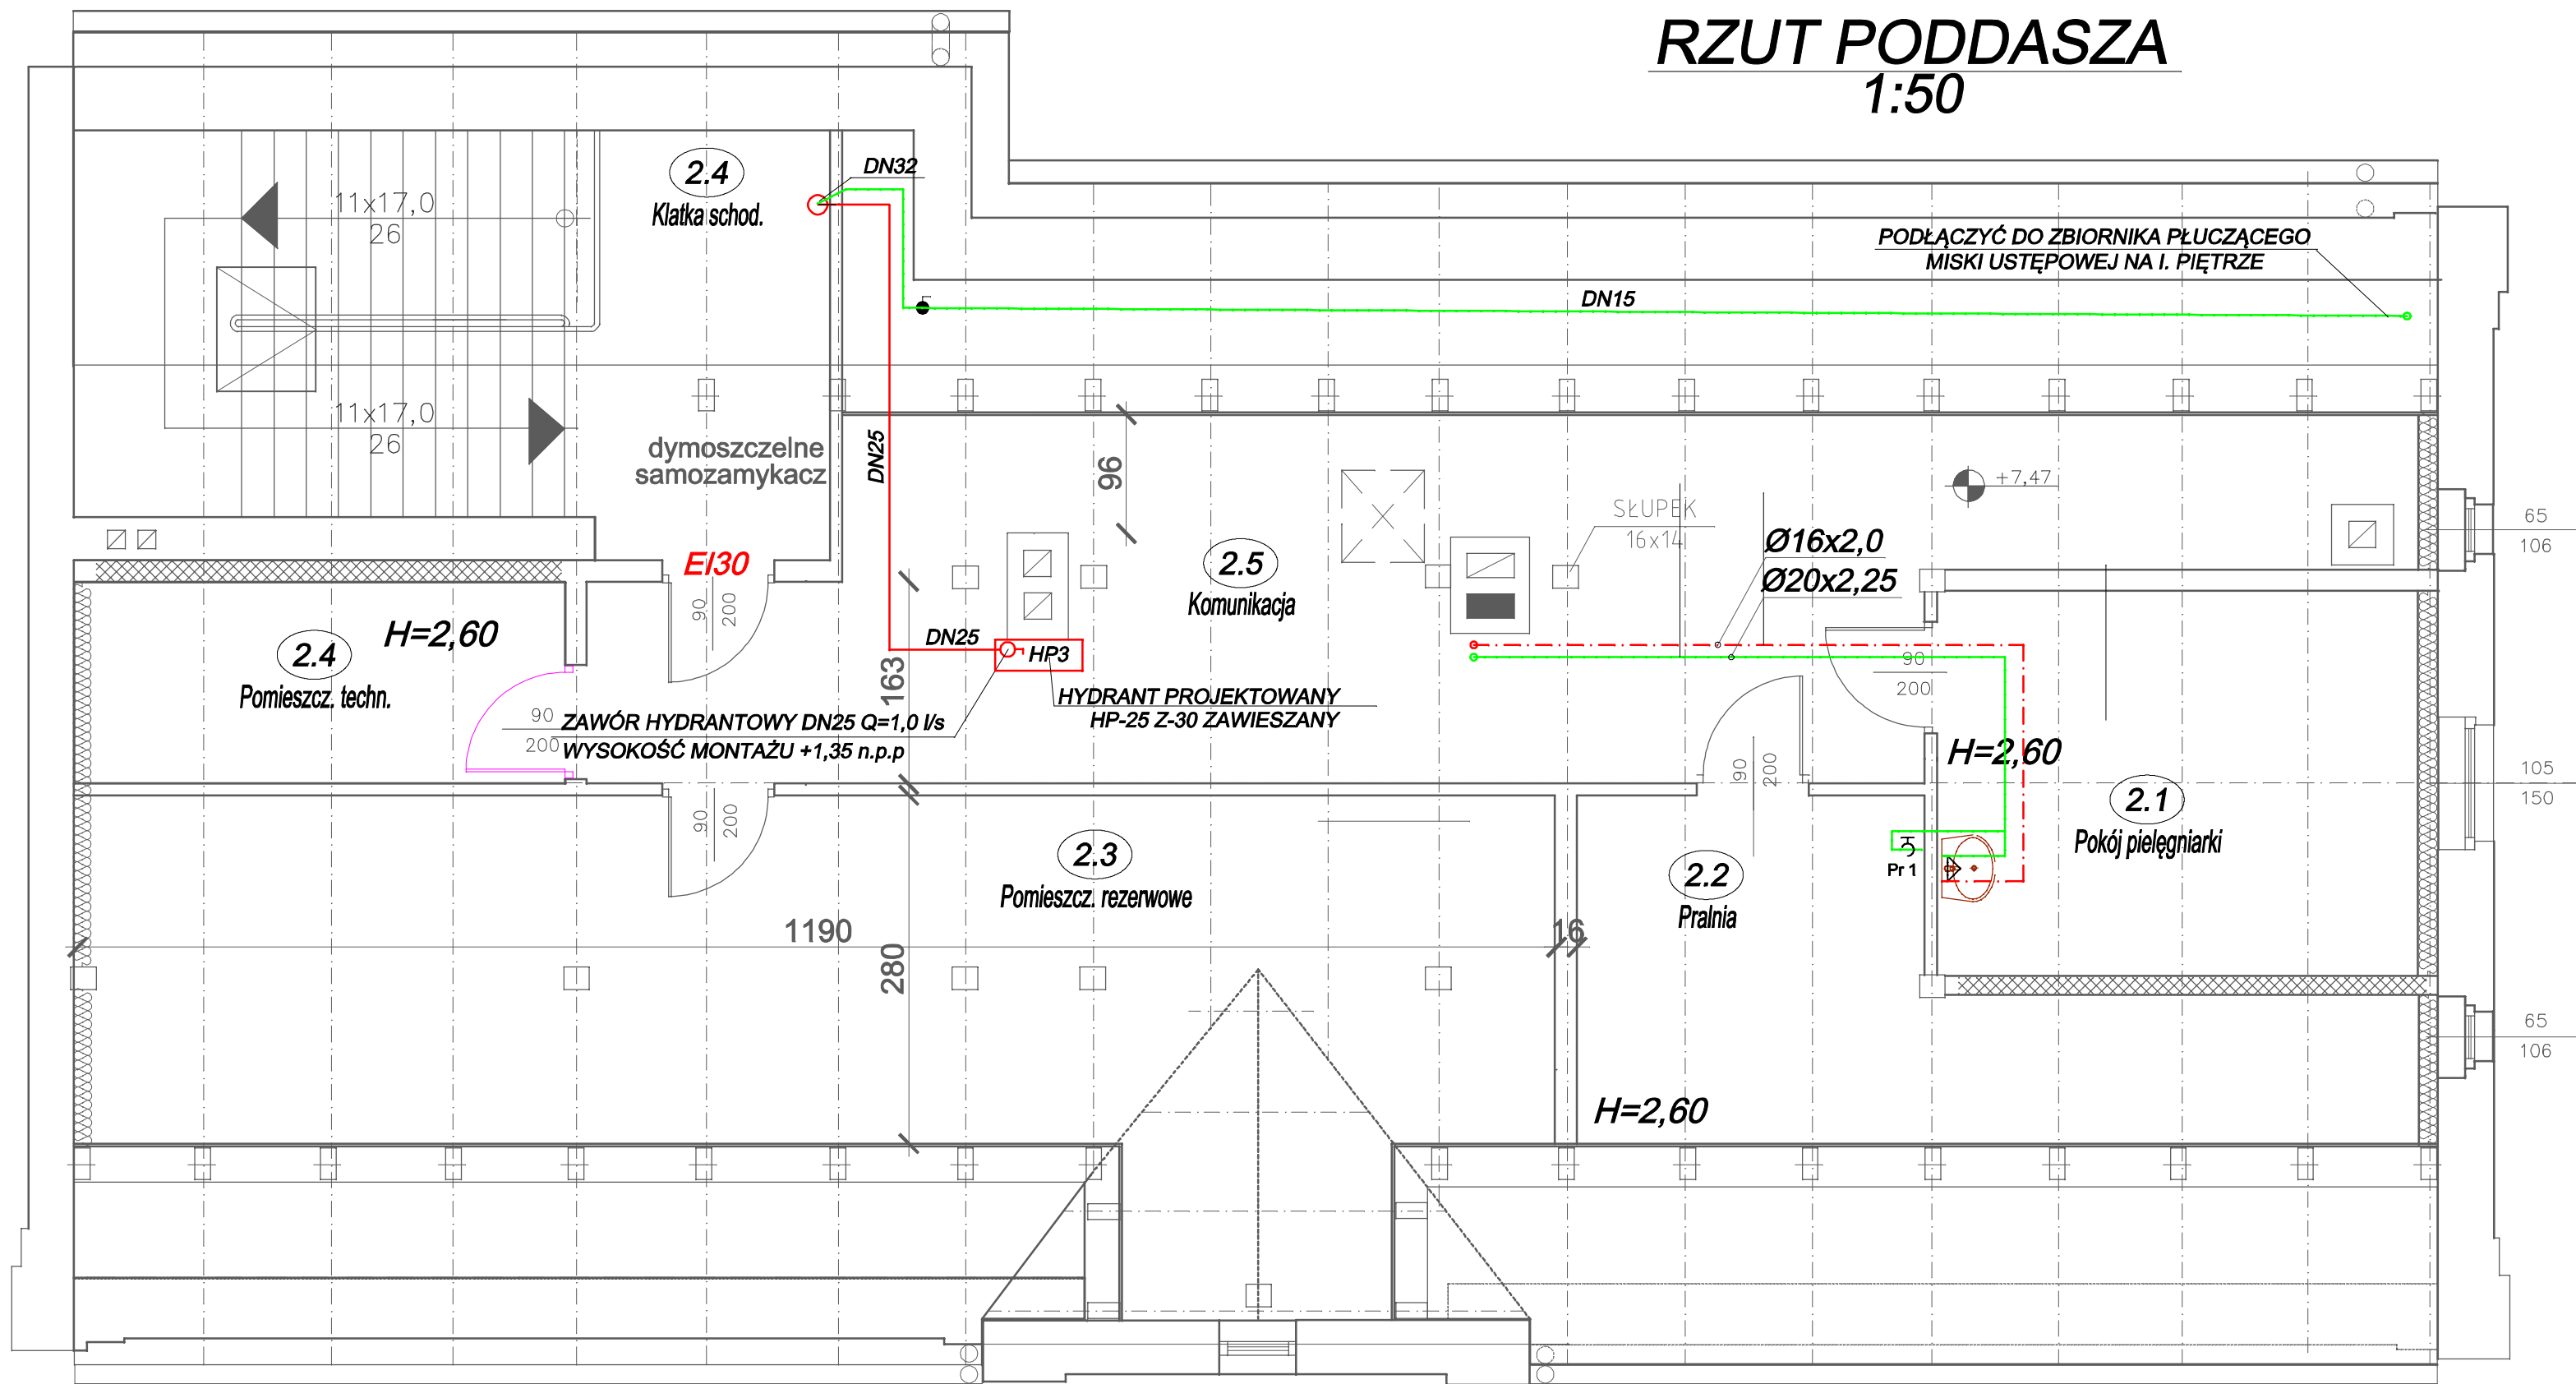 RZUT PODDASZA
1:50
DN32
2.4
Klatka schod.
11x17,0
26
PODŁĄCZYĆ DO ZBIORNIKA PŁUCZĄCEGO
MISKI USTĘPOWEJ NA I. PIĘTRZE
DN15
11x17,0
26
dymoszczelne
samozamykacz
DN25
96
+7,47
SŁUPEK
16x14
65
106
Ø16x2,0
Ø20x2,25
EI30
90
200
2.5
Komunikacja
H=2,60
2.4
Pomieszcz. techn.
DN25
HP3
163
90
200
HYDRANT PROJEKTOWANY
HP-25 Z-30 ZAWIESZANY
90
200
ZAWÓR HYDRANTOWY DN25 Q=1,0 l/s
WYSOKOŚĆ MONTAŻU +1,35 n.p.p
H=2,60
90
200
105
150
90
200
2.1
Pokój pielęgniarki
2.3
Pomieszcz. rezerwowe
Pr 1
2.2
Pralnia
1190
16
280
65
106
H=2,60